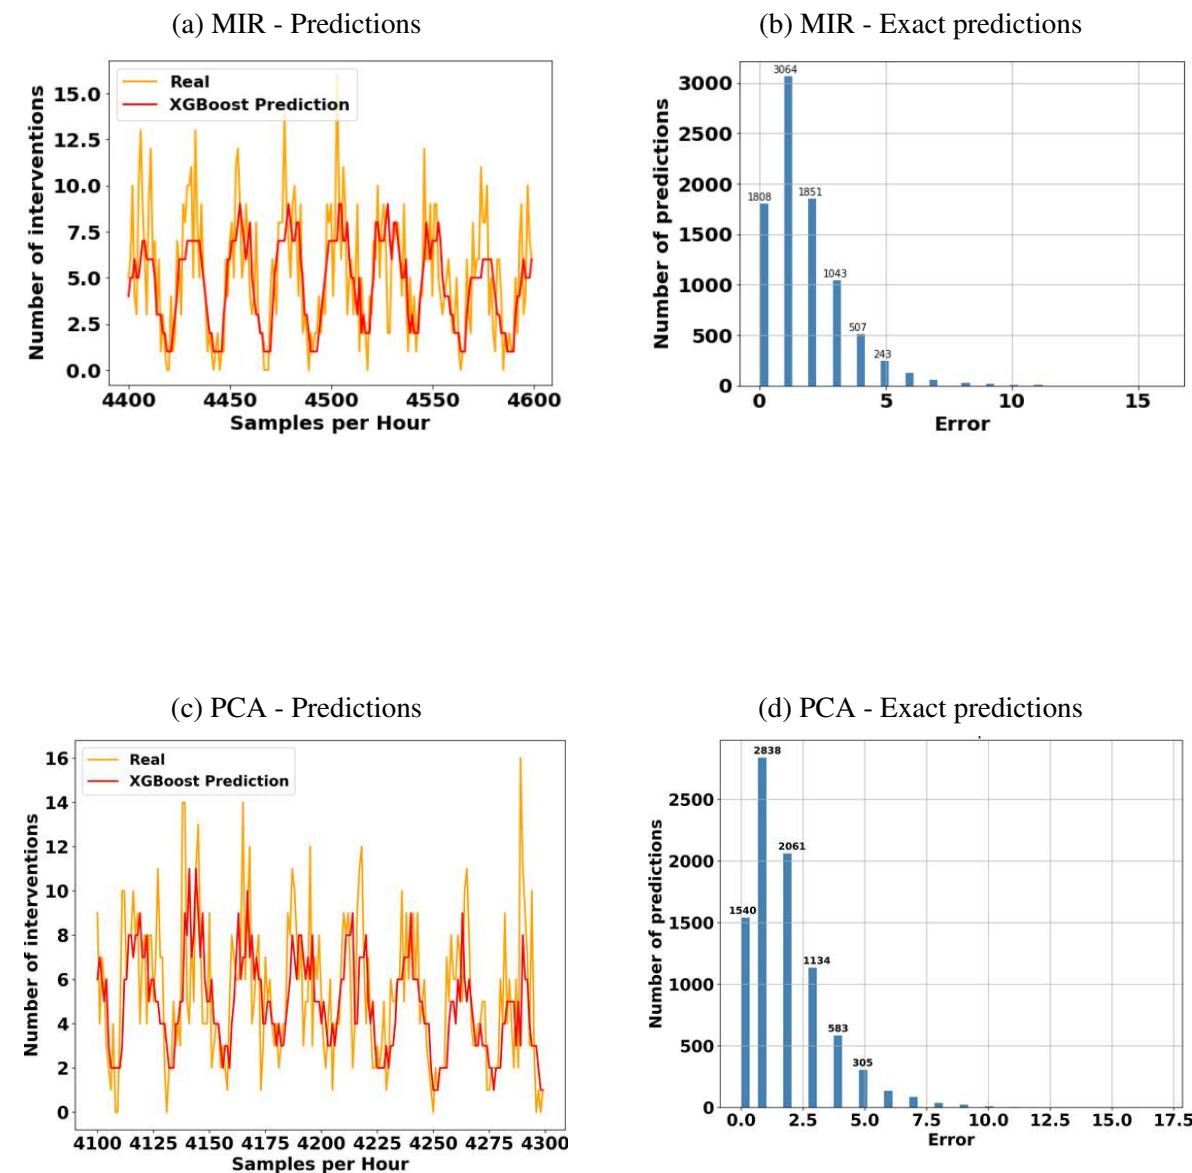 (a) MIR - Predictions
(b) MIR - Exact predictions
Real
XGBoost Prediction
Number of interventions
15.0
12.5
10.0
7.5
5.0
2.5
0.0
4400 4450 4500 4550 4600
Samples per Hour
Number of predictions
3000
2500
2000
1500
1000
500
0
1808
3064
1851
1043
507
243
0 5 10 15
Error
(c) PCA - Predictions
(d) PCA - Exact predictions
Real
XGBoost Prediction
Number of interventions
16
14
12
10
8
6
4
2
0
4100 4125 4150 4175 4200 4225 4250 4275 4300
Samples per Hour
Number of predictions
2500
2000
1500
1000
500
0
1540
2838
2061
1134
583
305
0.0 2.5 5.0 7.5 10.0 12.5 15.0 17.5
Error